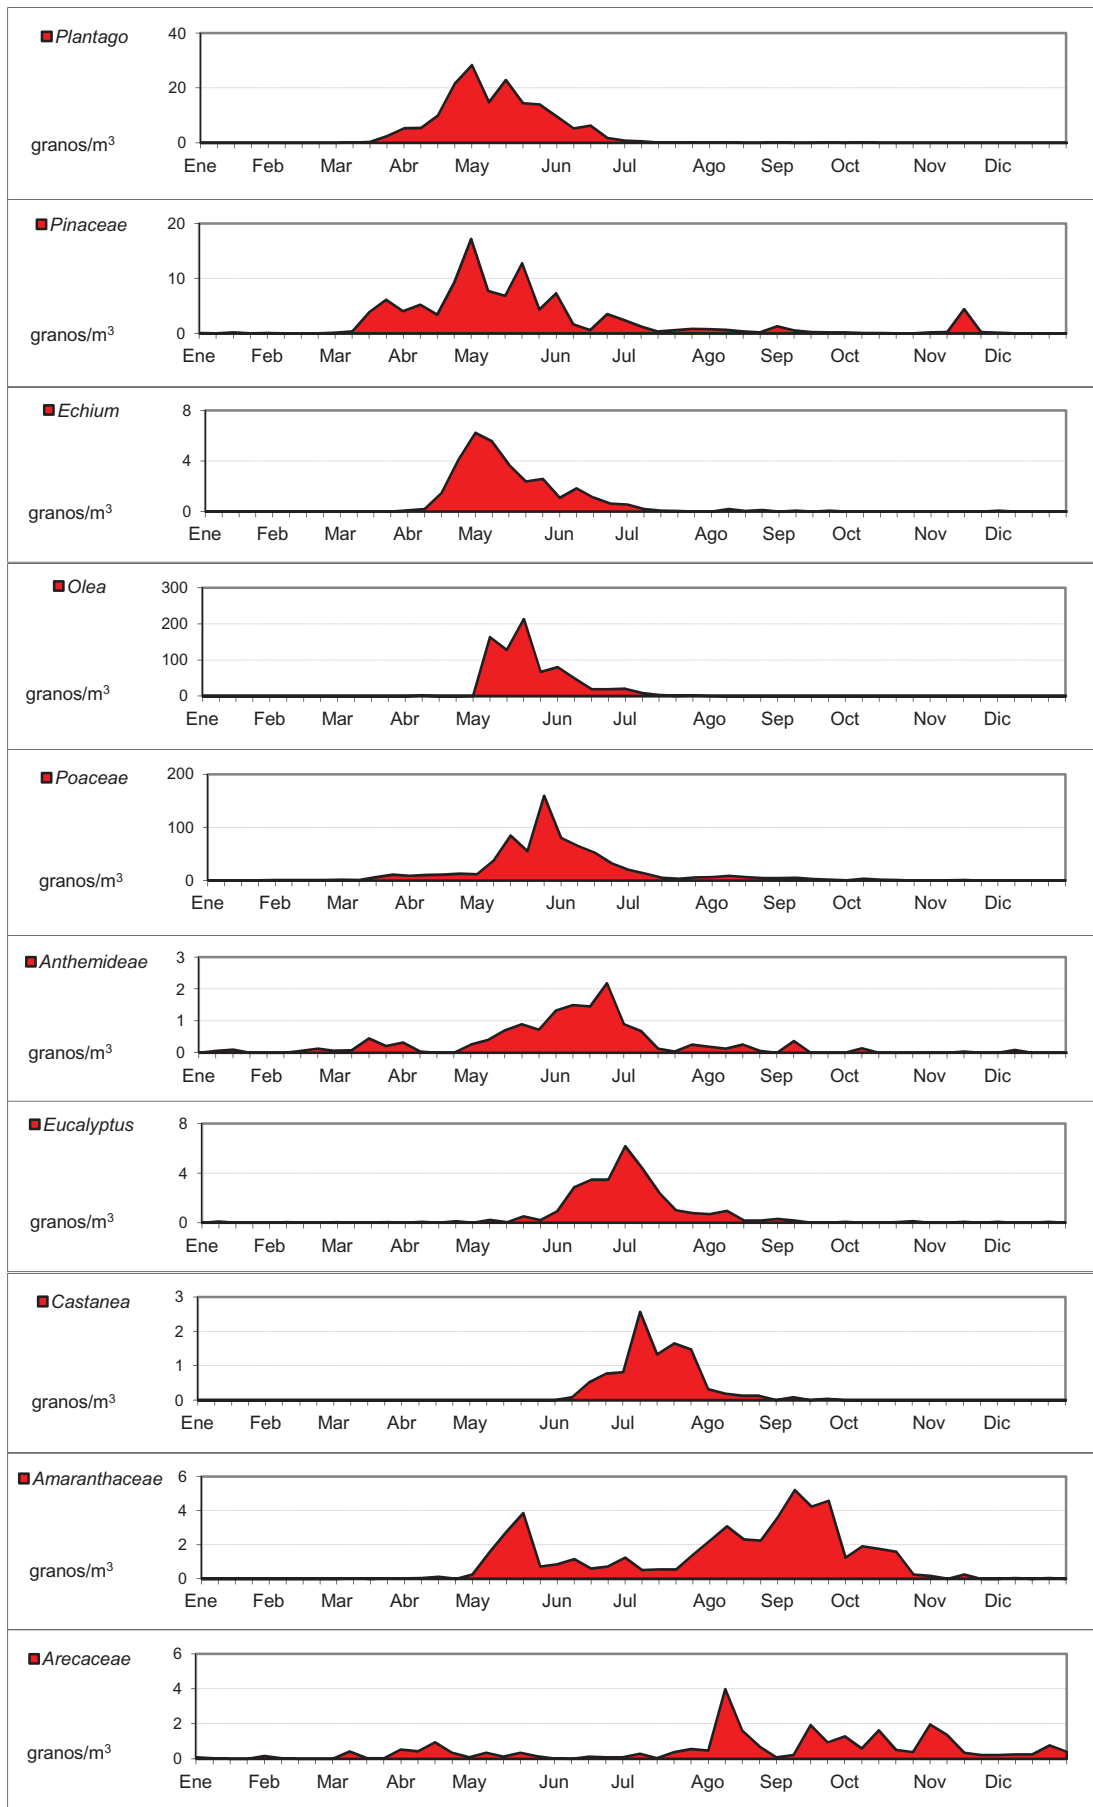 Plantago
40
20
0
granos/m³
Ene Feb Mar Abr May Jun Jul Ago Sep Oct Nov Dic
Pinaceae
20
10
0
granos/m³
Ene Feb Mar Abr May Jun Jul Ago Sep Oct Nov Dic
Echium
8
4
0
granos/m³
Ene Feb Mar Abr May Jun Jul Ago Sep Oct Nov Dic
Olea
300
200
100
0
granos/m³
Ene Feb Mar Abr May Jun Jul Ago Sep Oct Nov Dic
Poaceae
200
100
0
granos/m³
Ene Feb Mar Abr May Jun Jul Ago Sep Oct Nov Dic
Anthemideae
3
2
1
0
granos/m³
Ene Feb Mar Abr May Jun Jul Ago Sep Oct Nov Dic
Eucalyptus
8
4
0
granos/m³
Ene Feb Mar Abr May Jun Jul Ago Sep Oct Nov Dic
Castanea
3
2
1
0
granos/m³
Ene Feb Mar Abr May Jun Jul Ago Sep Oct Nov Dic
Amaranthaceae
6
4
2
0
granos/m³
Ene Feb Mar Abr May Jun Jul Ago Sep Oct Nov Dic
Arecaceae
6
4
2
0
granos/m³
Ene Feb Mar Abr May Jun Jul Ago Sep Oct Nov Dic